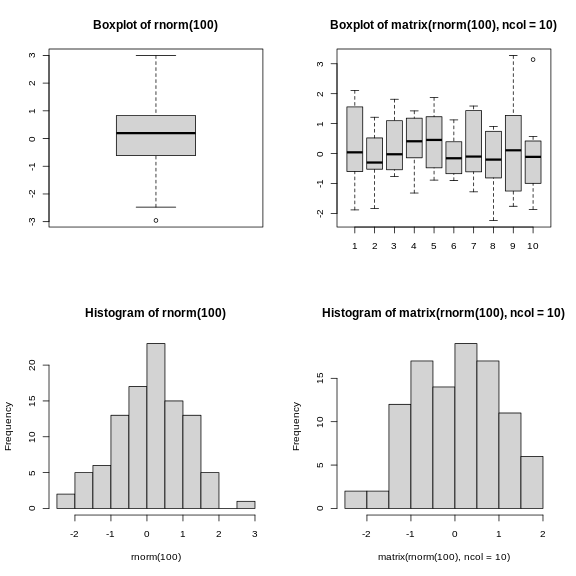 Boxplot of rnorm(100)
3
2
1
0
-1
-2
-3
Boxplot of matrix(rnorm(100), ncol = 10)
3
2
1
0
-1
-2
1 2 3 4 5 6 7 8 9 10
Histogram of rnorm(100)
Frequency
20
15
10
5
0
-2 -1 0 1 2 3
rnorm(100)
Histogram of matrix(rnorm(100), ncol = 10)
Frequency
15
10
5
0
-2 -1 0 1 2
matrix(rnorm(100), ncol = 10)